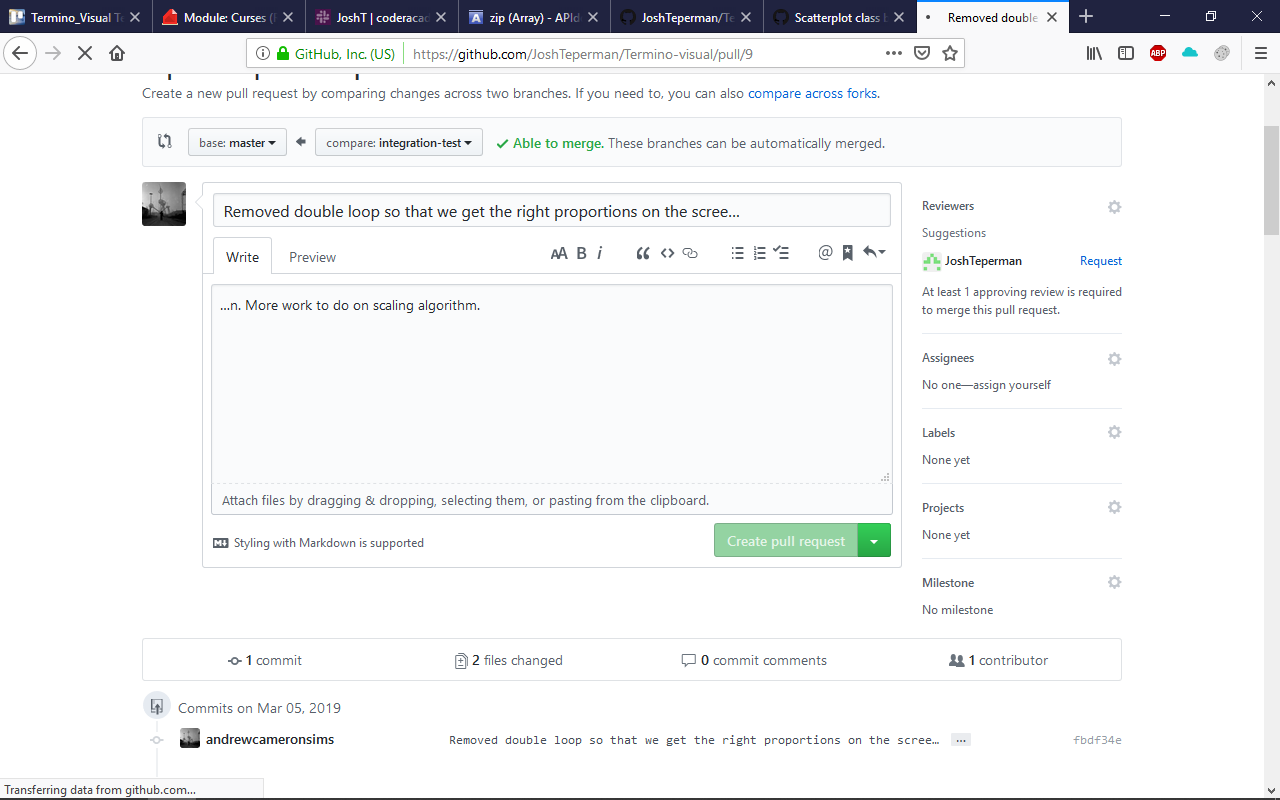 Termino_Visual Te
Module: Curses (
JoshT | coderacad
zip (Array) - APIdo
JoshTeperman/Te
Scatterplot class b
Removed double
GitHub, Inc. (US)
https://github.com/JoshTeperman/Termino-visual/pull/9
ABP
Create a new pull request by comparing changes across two branches. If you need to, you can also compare across forks.
base: master
compare: integration-test
Able to merge. These branches can be automatically merged.
Removed double loop so that we get the right proportions on the scree…
Write
Preview
AA B i
@
…n. More work to do on scaling algorithm.
Attach files by dragging & dropping, selecting them, or pasting from the clipboard.
Styling with Markdown is supported
Create pull request
Reviewers
Suggestions
JoshTeperman
Request
At least 1 approving review is required
to merge this pull request.
Assignees
No one—assign yourself
Labels
None yet
Projects
None yet
Milestone
No milestone
1 commit
2 files changed
0 commit comments
1 contributor
Commits on Mar 05, 2019
andrewcameronsims
Removed double loop so that we get the right proportions on the scree…
…
fbdf34e
Transferring data from github.com...